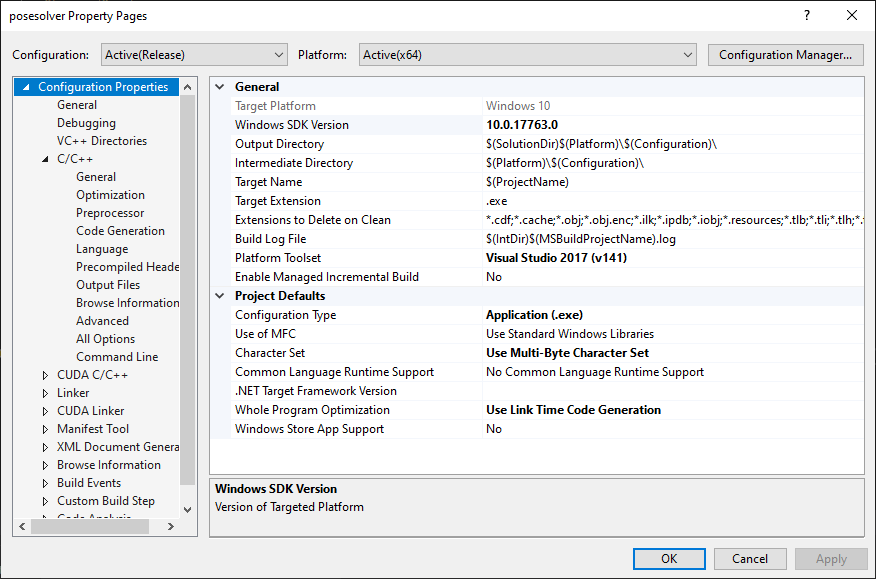 posesolver Property Pages
?
Configuration: Active(Release) Platform: Active(x64) Configuration Manager...
Configuration Properties
General
Debugging
VC++ Directories
C/C++
General
Optimization
Preprocessor
Code Generation
Language
Precompiled Heade
Output Files
Browse Information
Advanced
All Options
Command Line
CUDA C/C++
Linker
CUDA Linker
Manifest Tool
XML Document Genera
Browse Information
Build Events
Custom Build Step
Code Analysis
General
Target Platform Windows 10
Windows SDK Version 10.0.17763.0
Output Directory $(SolutionDir)$(Platform)\$(Configuration)\
Intermediate Directory $(Platform)\$(Configuration)\
Target Name $(ProjectName)
Target Extension .exe
Extensions to Delete on Clean *.cdf;*.cache;*.obj;*.obj.enc;*.ilk;*.ipdb;*.iobj;*.resources;*.tlb;*.tli;*.tlh;*.
Build Log File $(IntDir)$(MSBuildProjectName).log
Platform Toolset Visual Studio 2017 (v141)
Enable Managed Incremental Build No
Project Defaults
Configuration Type Application (.exe)
Use of MFC Use Standard Windows Libraries
Character Set Use Multi-Byte Character Set
Common Language Runtime Support No Common Language Runtime Support
.NET Target Framework Version
Whole Program Optimization Use Link Time Code Generation
Windows Store App Support No
Windows SDK Version
Version of Targeted Platform
OK Cancel Apply